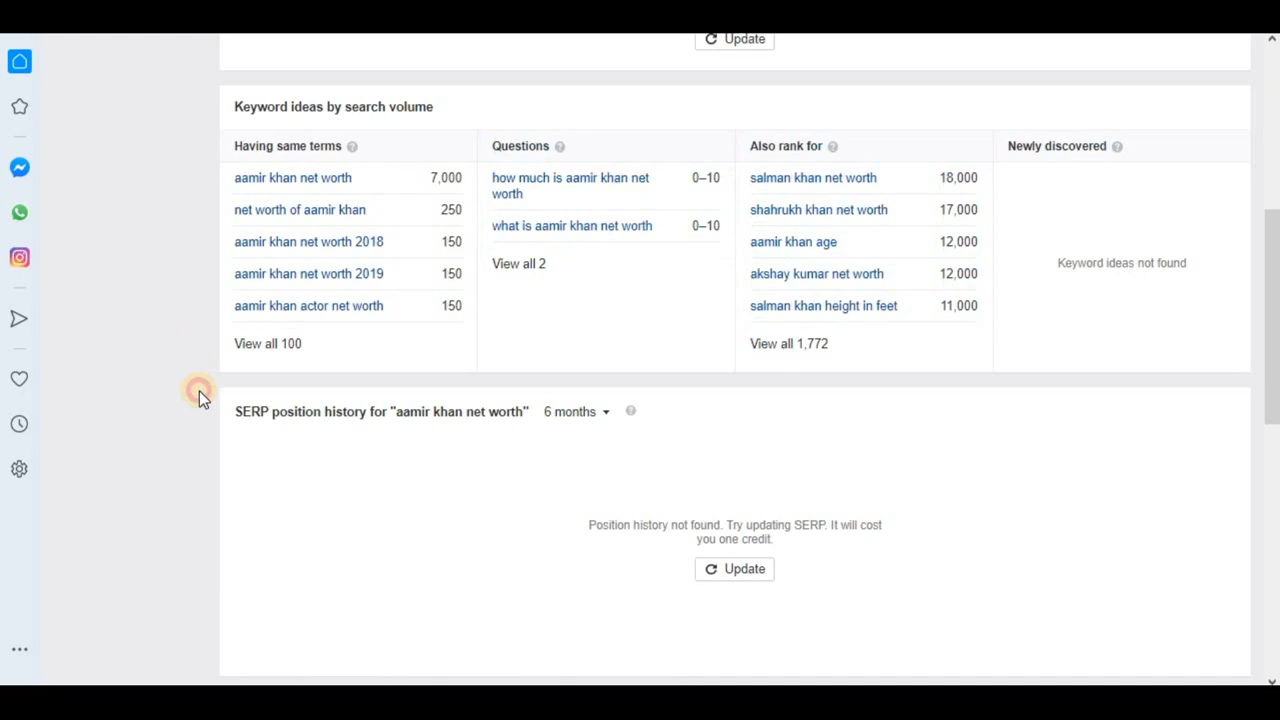 Update
Keyword ideas by search volume
Having same terms
Questions
Also rank for
Newly discovered
aamir khan net worth 7,000
net worth of aamir khan 250
aamir khan net worth 2018 150
aamir khan net worth 2019 150
aamir khan actor net worth 150
View all 100
how much is aamir khan net
worth 0–10
what is aamir khan net worth 0–10
View all 2
salman khan net worth 18,000
shahrukh khan net worth 17,000
aamir khan age 12,000
akshay kumar net worth 12,000
salman khan height in feet 11,000
View all 1,772
Keyword ideas not found
SERP position history for "aamir khan net worth" 6 months
Position history not found. Try updating SERP. It will cost
you one credit.
Update